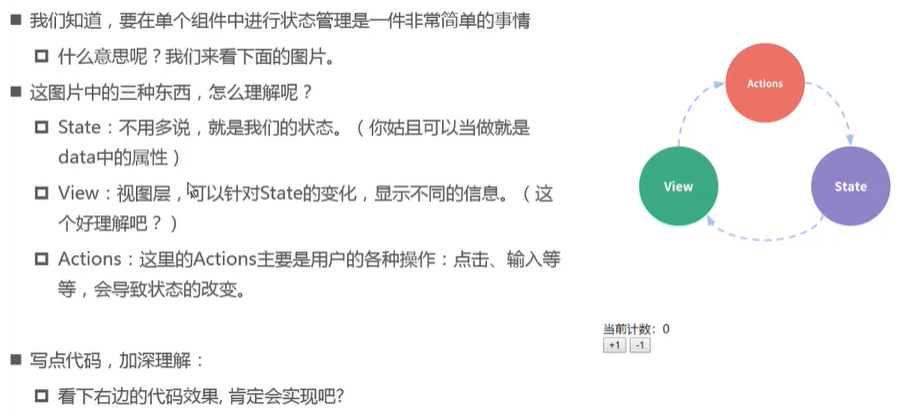 我们知道，要在单个组件中进行状态管理是一件非常简单的事情
什么意思呢？我们来看下面的图片。
这图片中的三种东西，怎么理解呢？
State：不用多说，就是我们的状态。（你姑且可以当做就是
data中的属性）
View：视图层，可以针对State的变化，显示不同的信息。（这
个好理解吧？）
Actions：这里的Actions主要是用户的各种操作：点击、输入等
等，会导致状态的改变。
写点代码，加深理解：
看下右边的代码效果, 肯定会实现吧?
Actions
View
State
当前计数：0
+1 -1